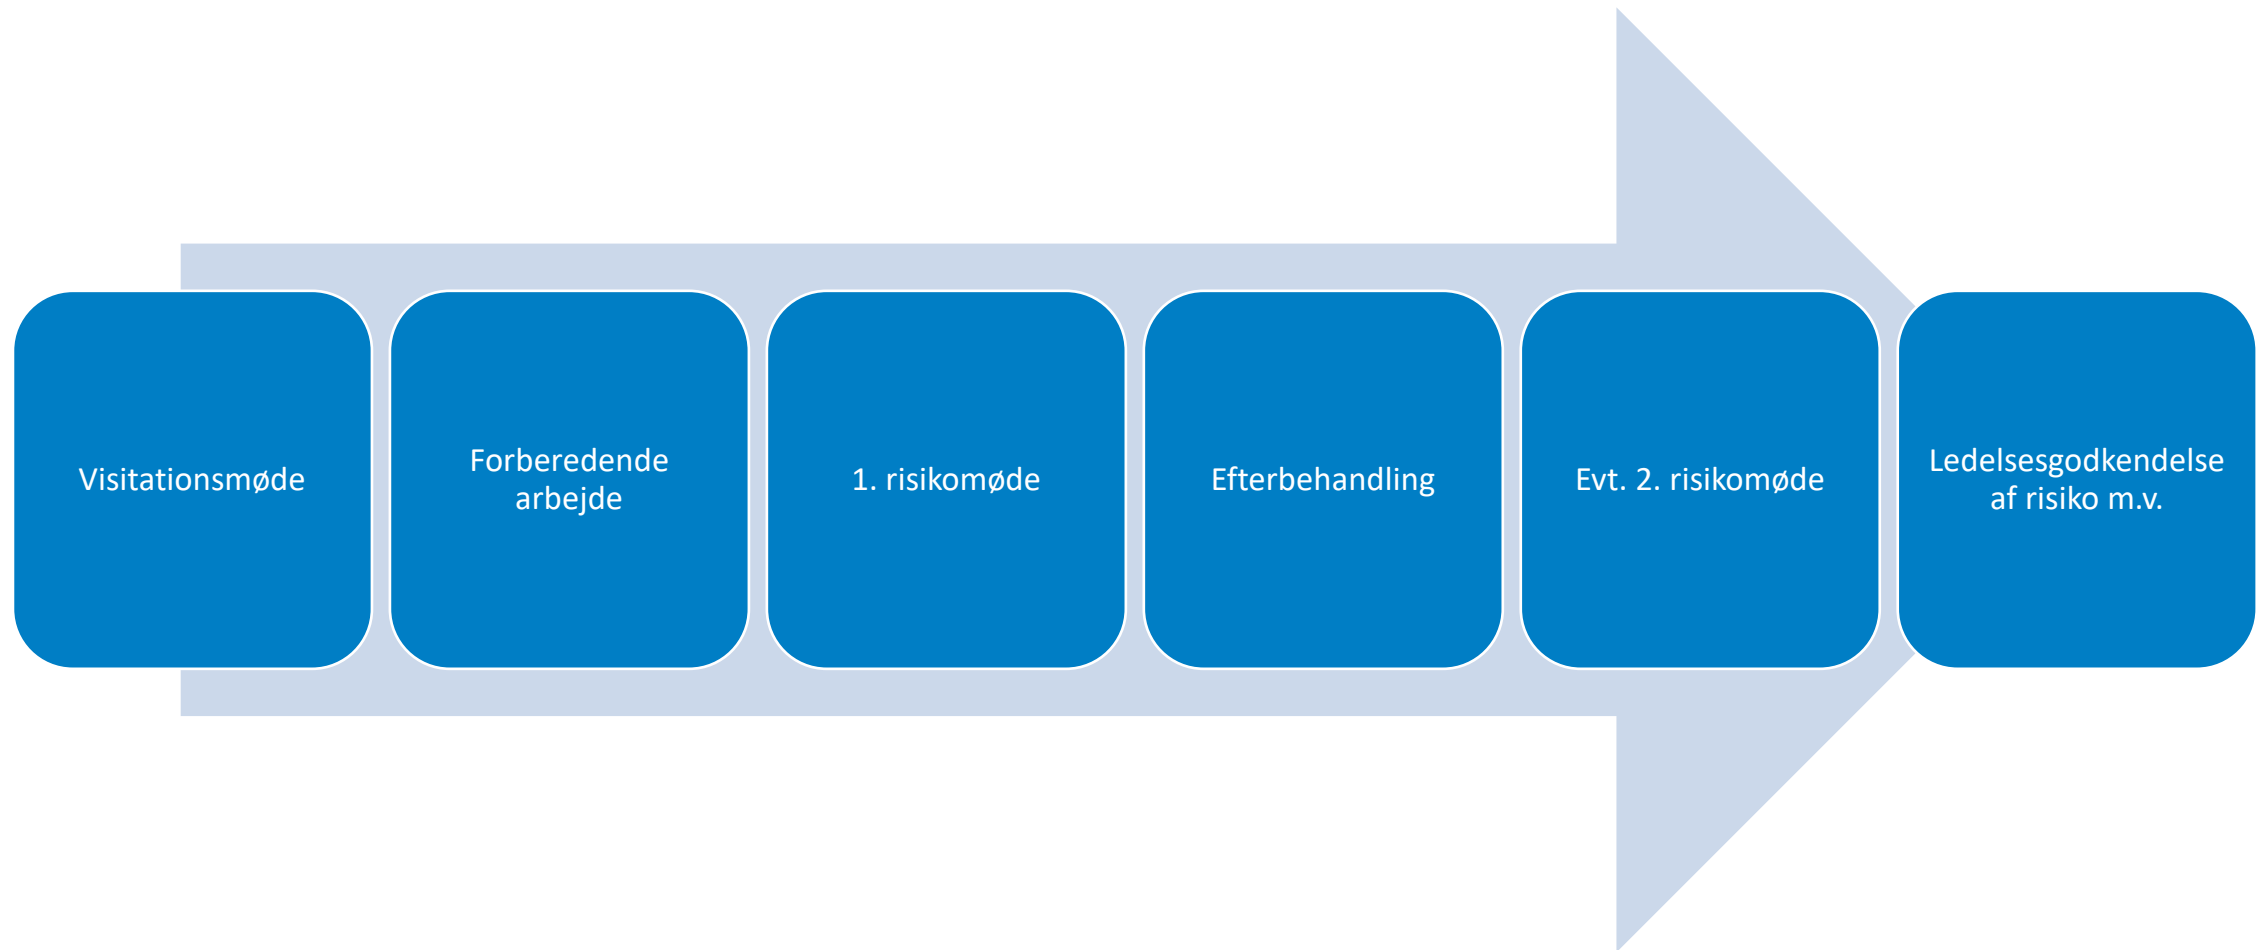 Visitationsmøde
Forberedende
arbejde
1. risikomøde
Efterbehandling
Evt. 2. risikomøde
Ledelsesgodkendelse
af risiko m.v.